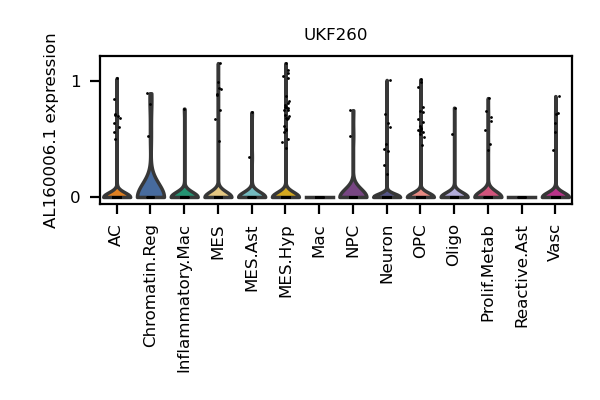 UKF260
AL160006.1 expression
1
0
AC
Chromatin.Reg
Inflammatory.Mac
MES
MES.Ast
MES.Hyp
Mac
NPC
Neuron
OPC
Oligo
Prolif.Metab
Reactive.Ast
Vasc